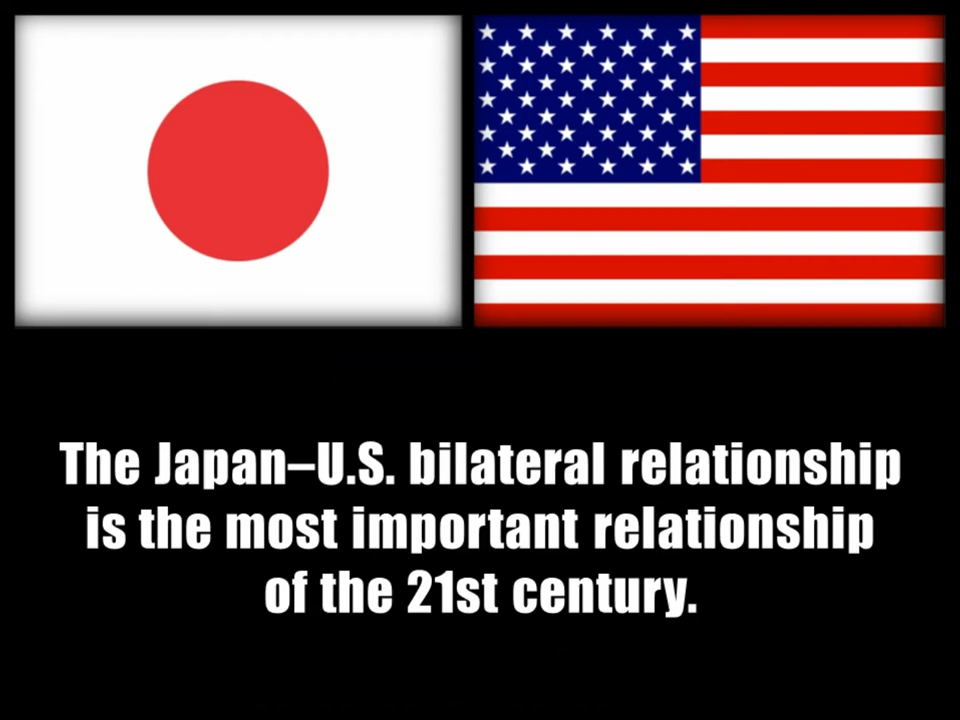 The Japan–U.S. bilateral relationship
is the most important relationship
of the 21st century.